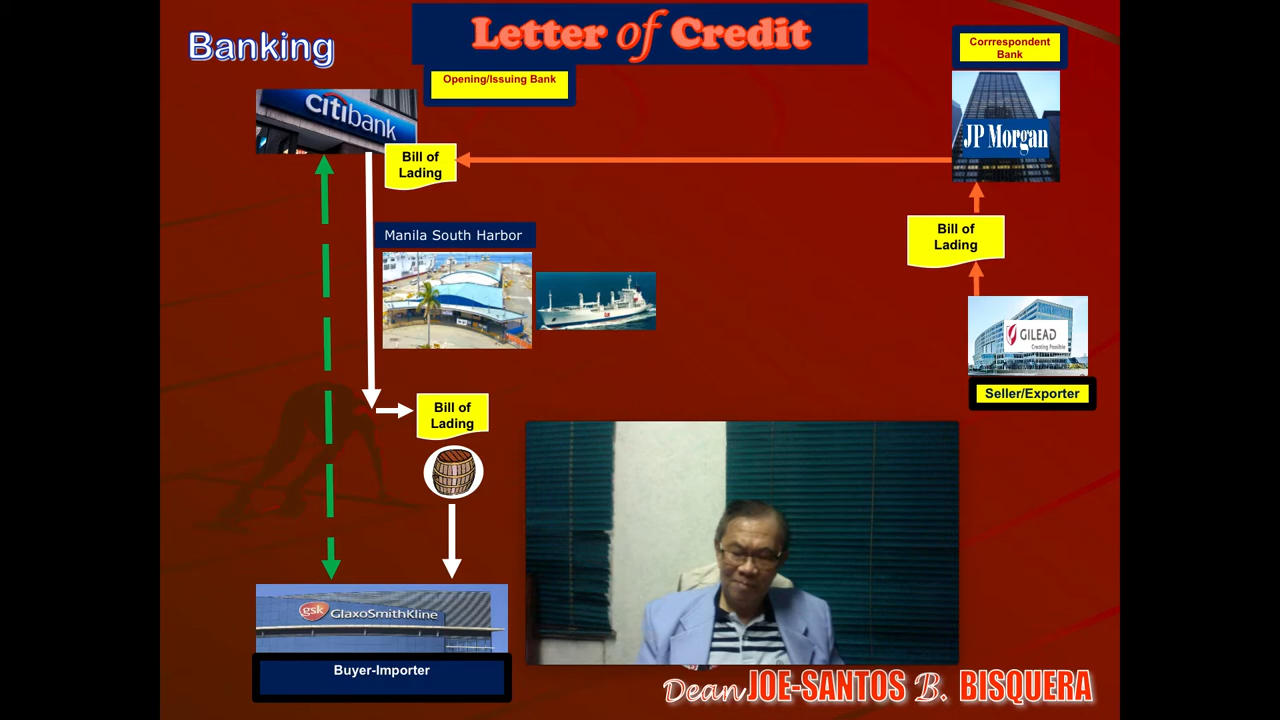 Banking
Letter of Credit
Corrrespondent
Bank
Opening/Issuing Bank
citibank
JP Morgan
Bill of
Lading
Bill of
Lading
Manila South Harbor
GILEAD
Creating Possible
Seller/Exporter
Bill of
Lading
gsk GlaxoSmithKline
Buyer-Importer
Dean JOE-SANTOS B. BISQUERA